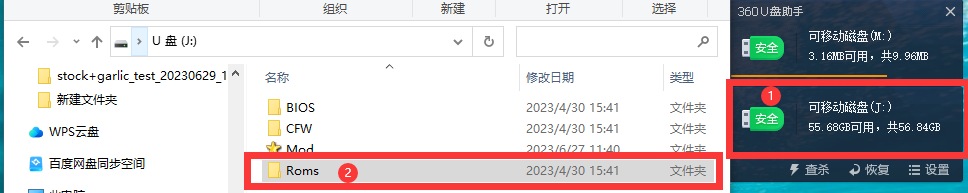 剪贴板
组织
新建
打开
选择
U 盘 (J:)
stock+garlic_test_20230629_1
新建文件夹
WPS云盘
百度网盘同步空间
名称
修改日期
类型
BIOS
2023/4/30 15:41
文件夹
CFW
2023/4/30 15:41
文件夹
Mod
2023/6/27 11:40
文件夹
Roms
2
2023/4/30 15:41
文件夹
360U盘助手
安全
可移动磁盘(M:)
3.16MB可用，共9.96MB
1
安全
可移动磁盘(J:)
55.68GB可用，共56.84GB
查杀
恢复
设置